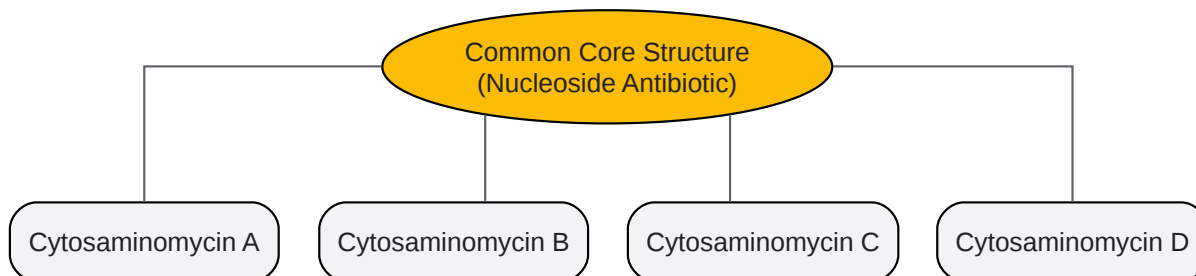 Common Core Structure
(Nucleoside Antibiotic)
Cytosaminomycin A
Cytosaminomycin B
Cytosaminomycin C
Cytosaminomycin D